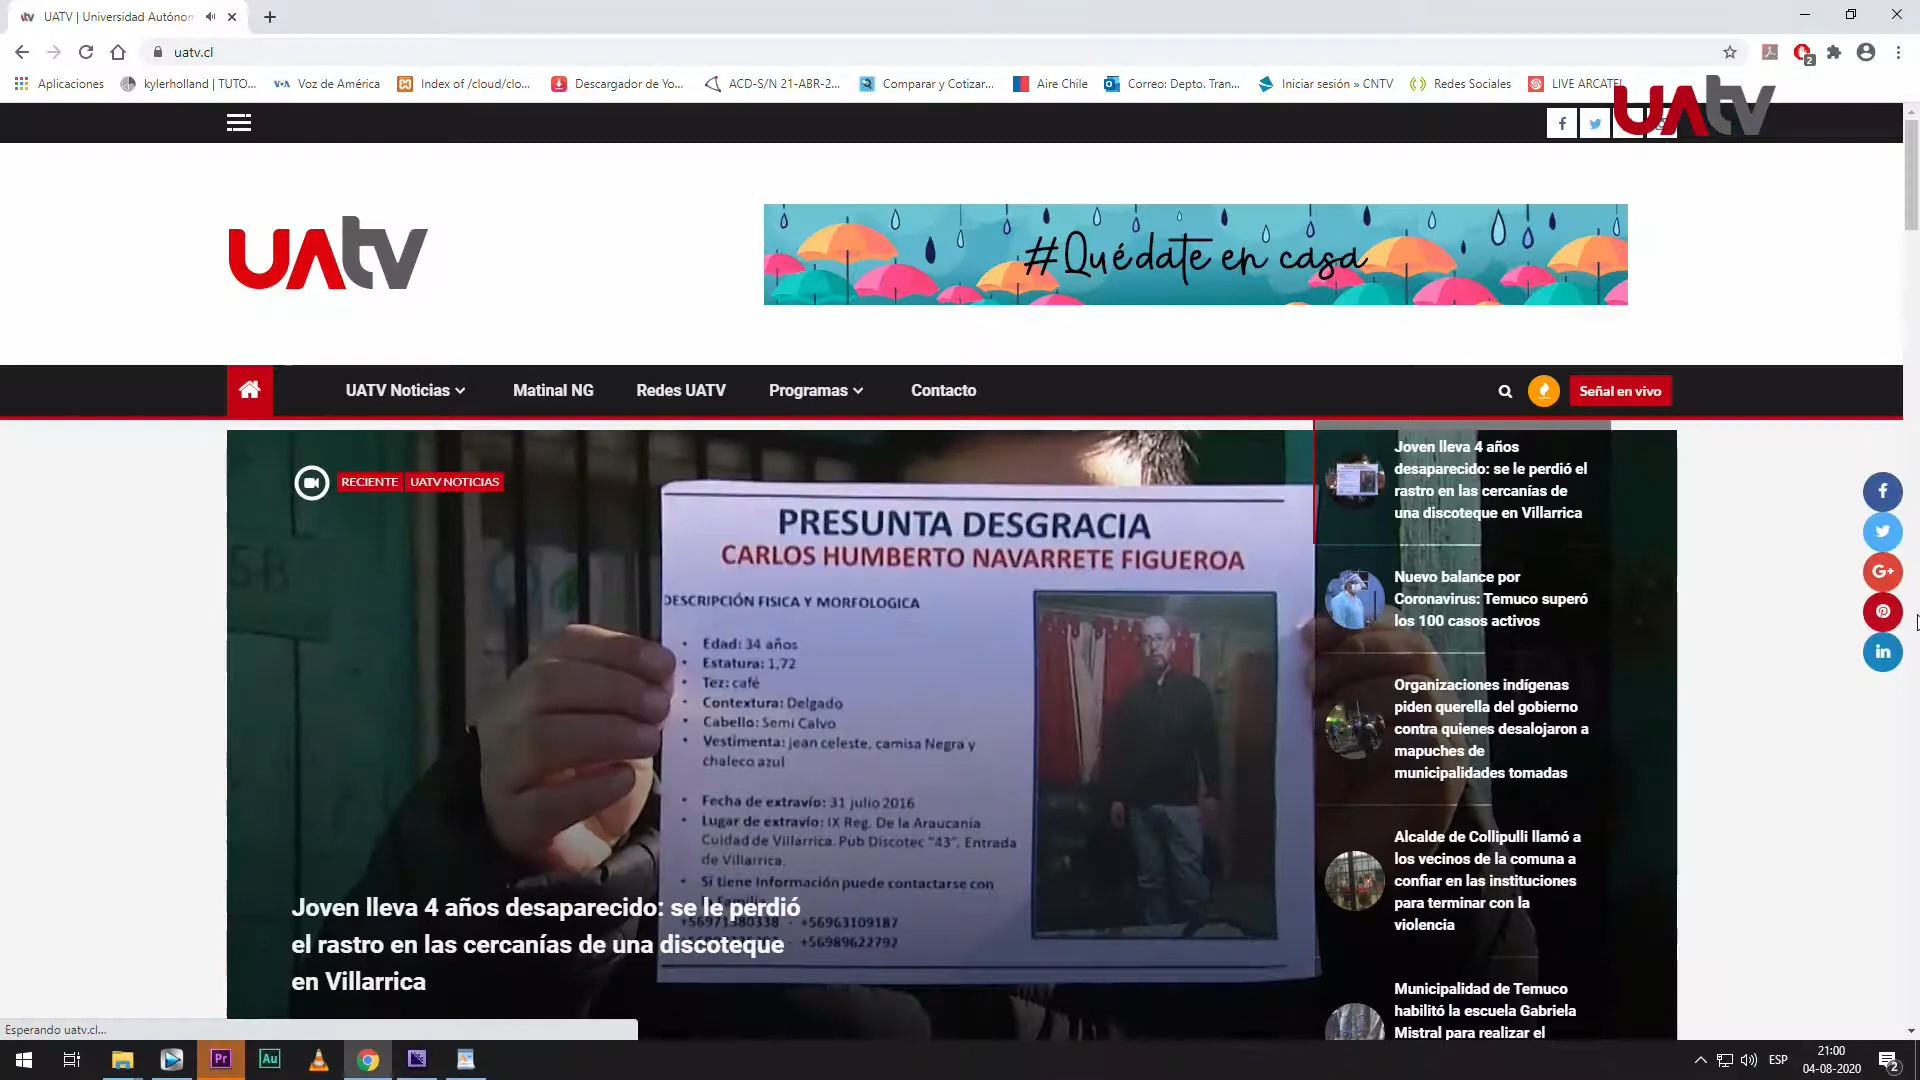 UATV | Universidad Autónom
uatv.cl
2
Aplicaciones
kylerholland | TUTO...
Voz de América
Index of /cloud/clo...
Descargador de Yo...
ACD-S/N 21-ABR-2...
Comparar y Cotizar...
Aire Chile
Correo: Depto. Tran...
Iniciar sesión » CNTV
Redes Sociales
LIVE ARCATEL
UAtv
UAtv
#Quédate en casa
UATV Noticias
Matinal NG
Redes UATV
Programas
Contacto
Señal en vivo
RECIENTE
UATV NOTICIAS
PRESUNTA DESGRACIA
CARLOS HUMBERTO NAVARRETE FIGUEROA
DESCRIPCIÓN FISICA Y MORFOLOGICA
• Edad: 34 años
• Estatura: 1,72
• Tez: café
• Contextura: Delgado
• Cabello: Semi Calvo
• Vestimenta: jean celeste, camisa Negra y
chaleco azul
• Fecha de extravío: 31 julio 2016
• Lugar de extravío: IX Reg. De la Araucanía
Cuidad de Villarrica. Pub Discotec "43". Entrada
de Villarrica.
• Si tiene Información puede contactarse con
+56971380338 - +56963109187
- +56989622792
Joven lleva 4 años desaparecido: se le perdió
el rastro en las cercanías de una discoteque
en Villarrica
Joven lleva 4 años
desaparecido: se le perdió el
rastro en las cercanías de
una discoteque en Villarrica
Nuevo balance por
Coronavirus: Temuco superó
los 100 casos activos
Organizaciones indígenas
piden querella del gobierno
contra quienes desalojaron a
mapuches de
municipalidades tomadas
Alcalde de Collipulli llamó a
los vecinos de la comuna a
confiar en las instituciones
para terminar con la
violencia
Municipalidad de Temuco
habilitó la escuela Gabriela
Mistral para realizar el
Esperando uatv.cl...
Pr
Au
ESP
21:00
04-08-2020
2